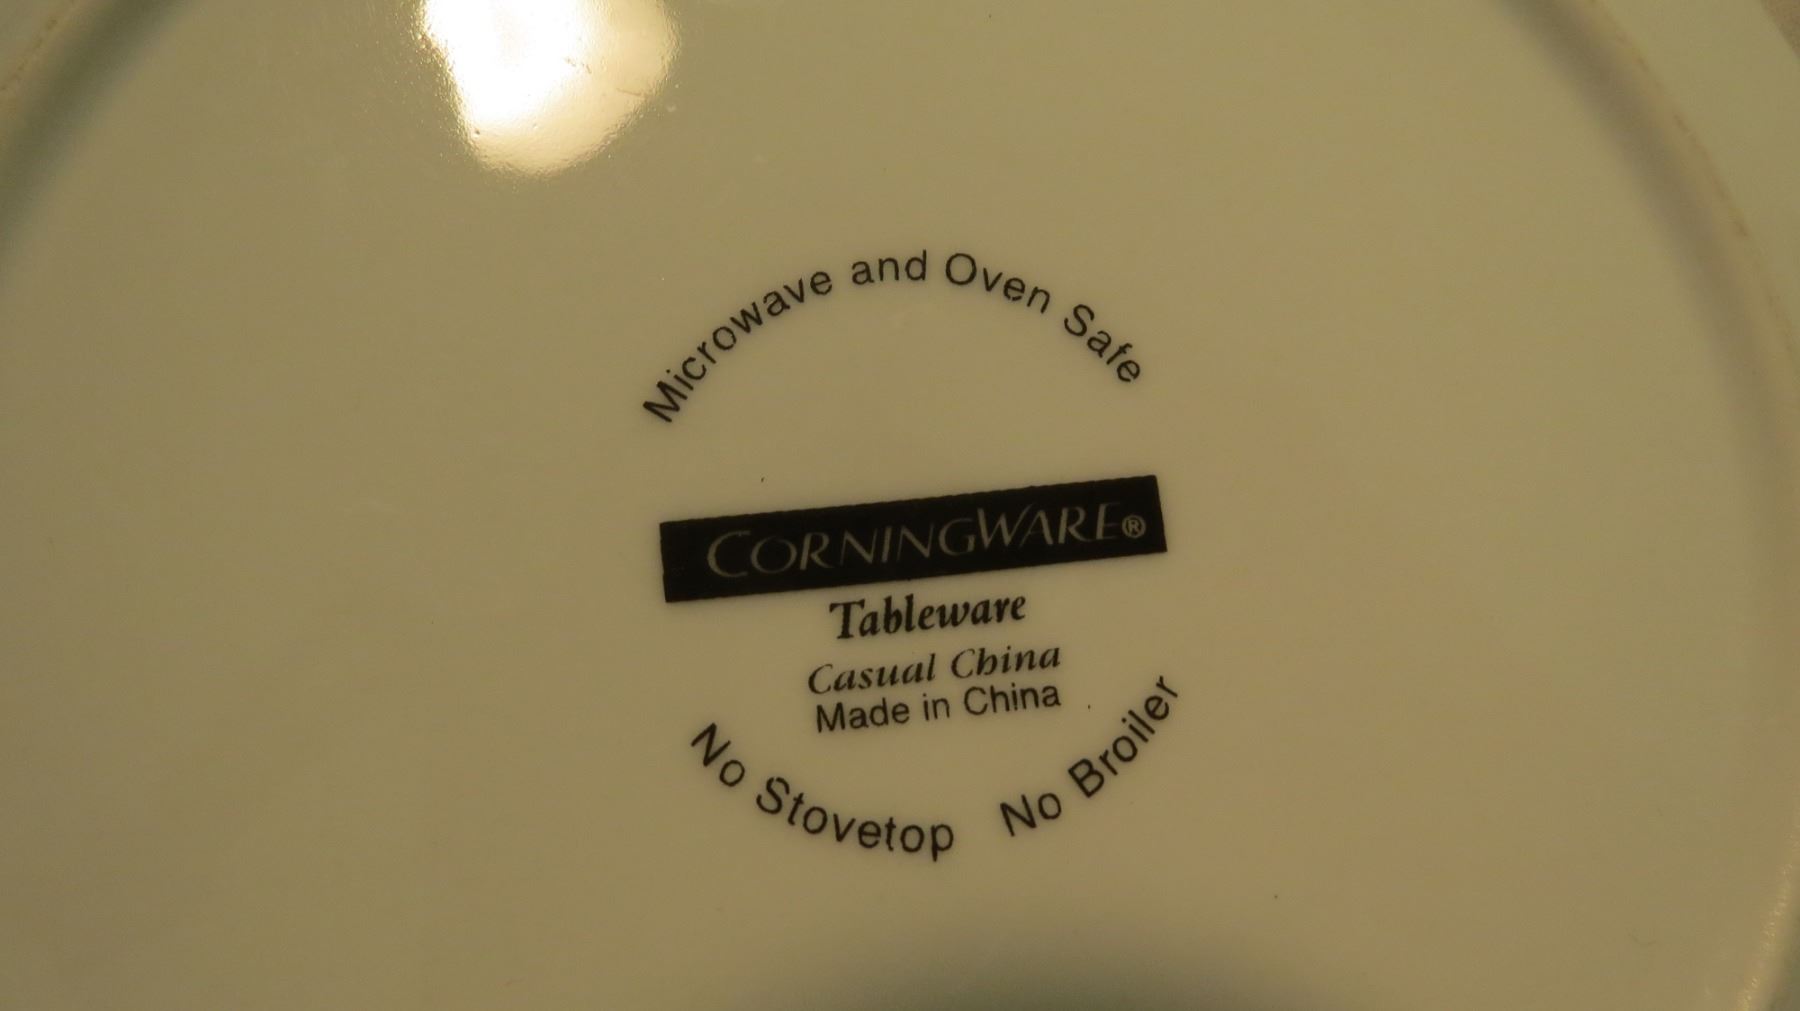 Microwave and Oven Safe
CORNINGWARE®
Tableware
Casual China
Made in China
No Stovetop No Broiler